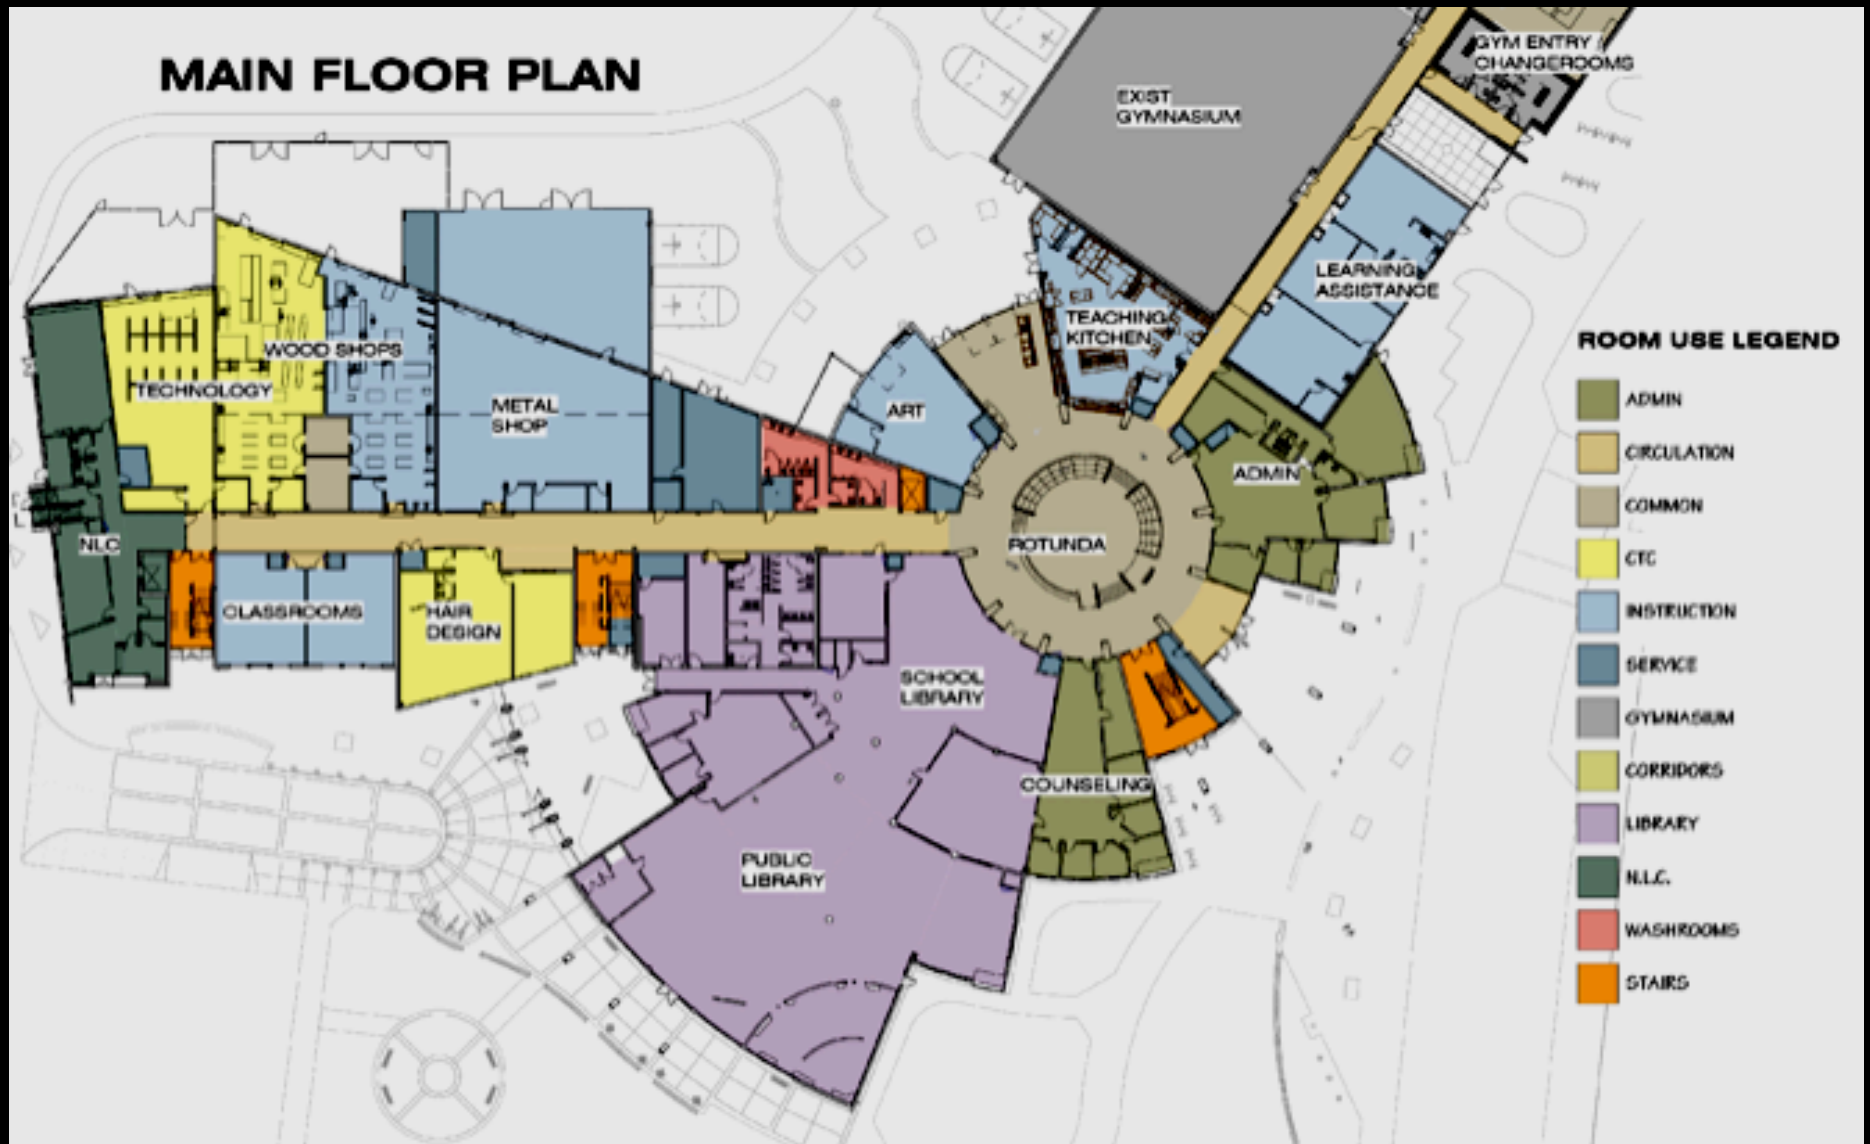 MAIN FLOOR PLAN
GYM ENTRY /
CHANGEROOMS
EXIST
GYMNASIUM
LEARNING
ASSISTANCE
TEACHING
KITCHEN
WOOD SHOPS
TECHNOLOGY
METAL
SHOP
ART
ADMIN
NLC
ROTUNDA
CLASSROOMS
HAIR
DESIGN
SCHOOL
LIBRARY
COUNSELING
PUBLIC
LIBRARY
ROOM USE LEGEND
ADMIN
CIRCULATION
COMMON
CTC
INSTRUCTION
SERVICE
GYMNASIUM
CORRIDORS
LIBRARY
N.L.C.
WASHROOMS
STAIRS